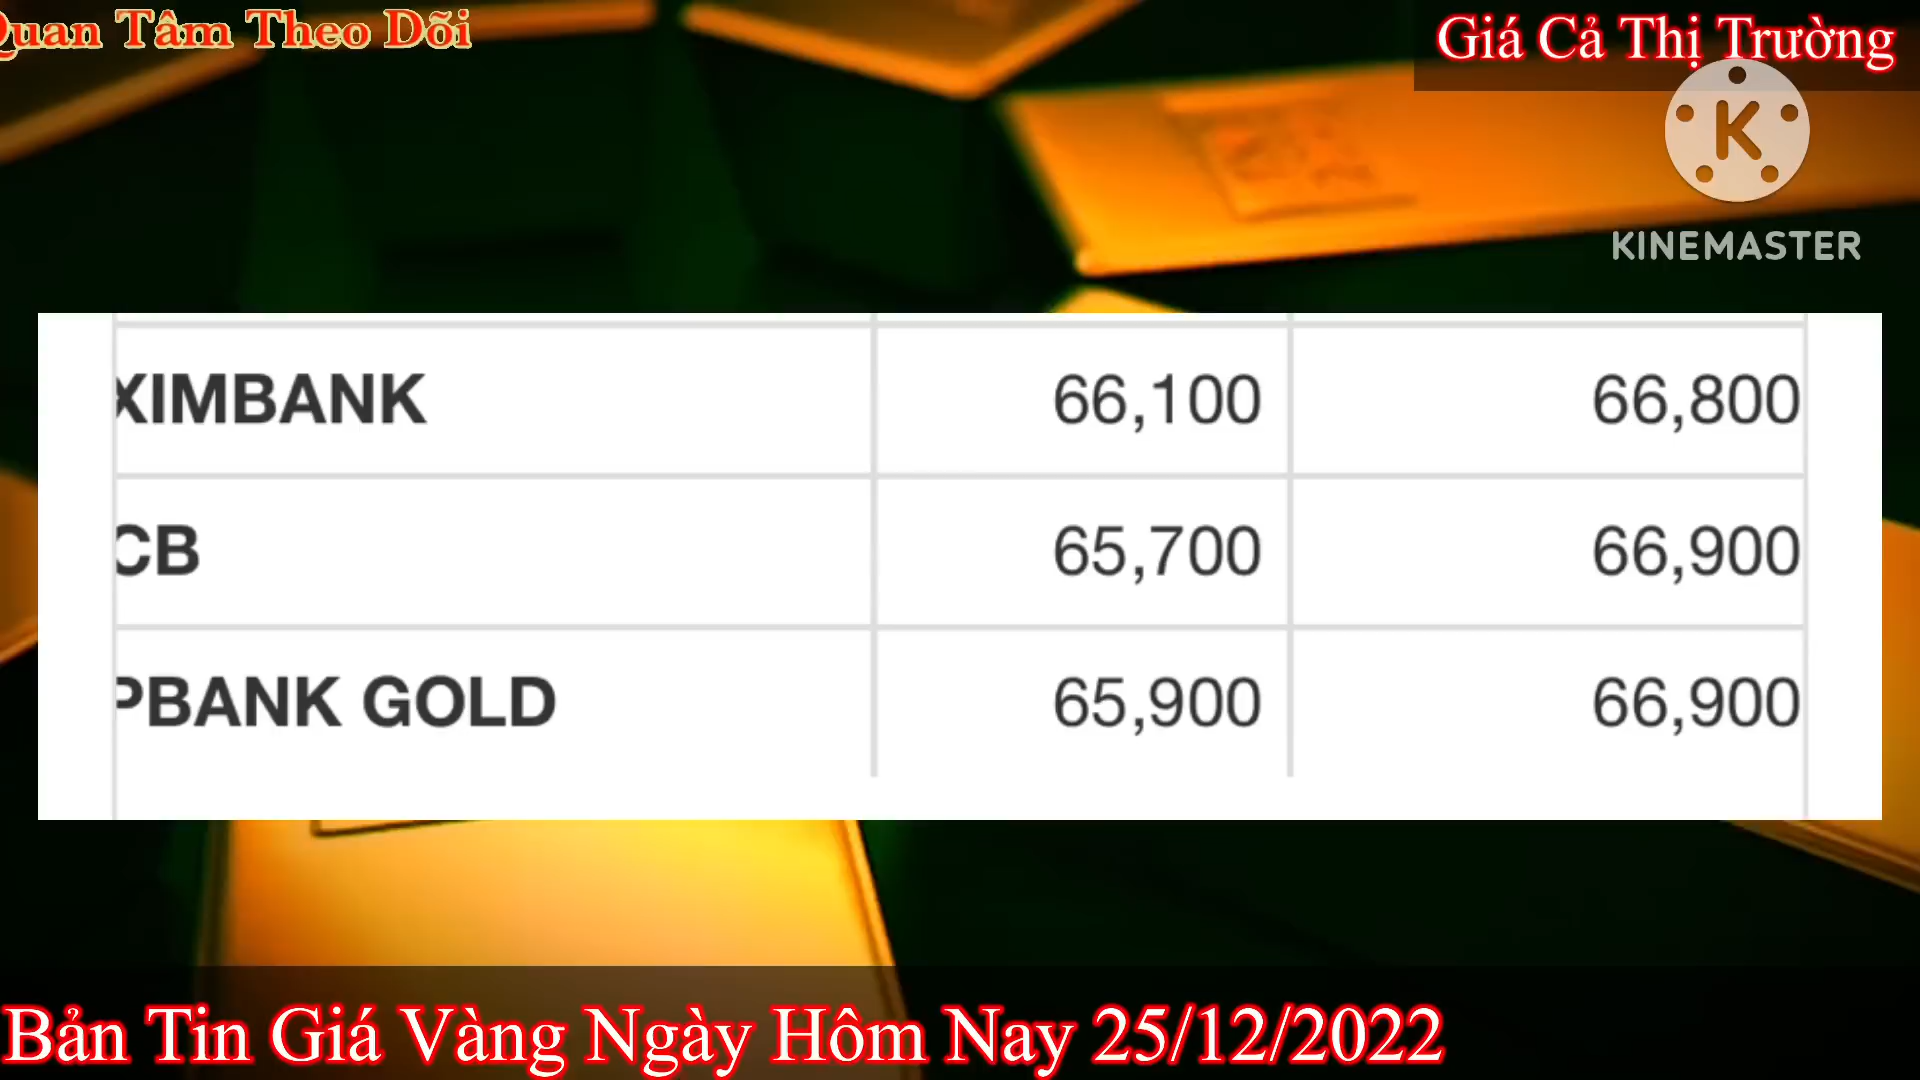 Quan Tâm Theo Dõi
Giá Cả Thị Trường
K
KINEMASTER
XIMBANK 66,100 66,800
CB 65,700 66,900
PBANK GOLD 65,900 66,900
Bản Tin Giá Vàng Ngày Hôm Nay 25/12/2022